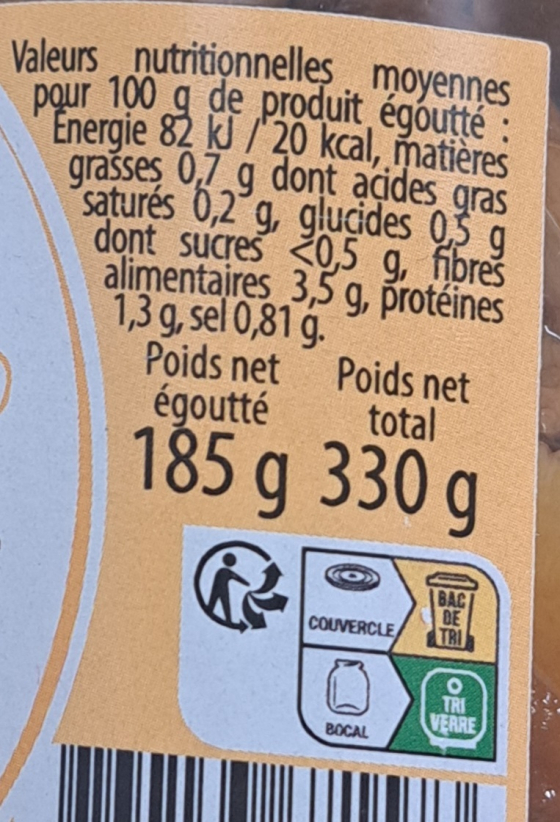 Valeurs nutritionnelles moyennes
pour 100 g de produit égoutté :
Énergie 82 kJ / 20 kcal, matières
grasses 0,7 g dont acides gras
saturés 0,2 g, glucides 0,5 g
dont sucres <0,5 g, fibres
alimentaires 3,5 g, protéines
1,3 g, sel 0,81 g.
Poids net égoutté
185 g
Poids net total
330 g
COUVERCLE
BAC
DE
TRI
BOCAL
TRI
VERRE